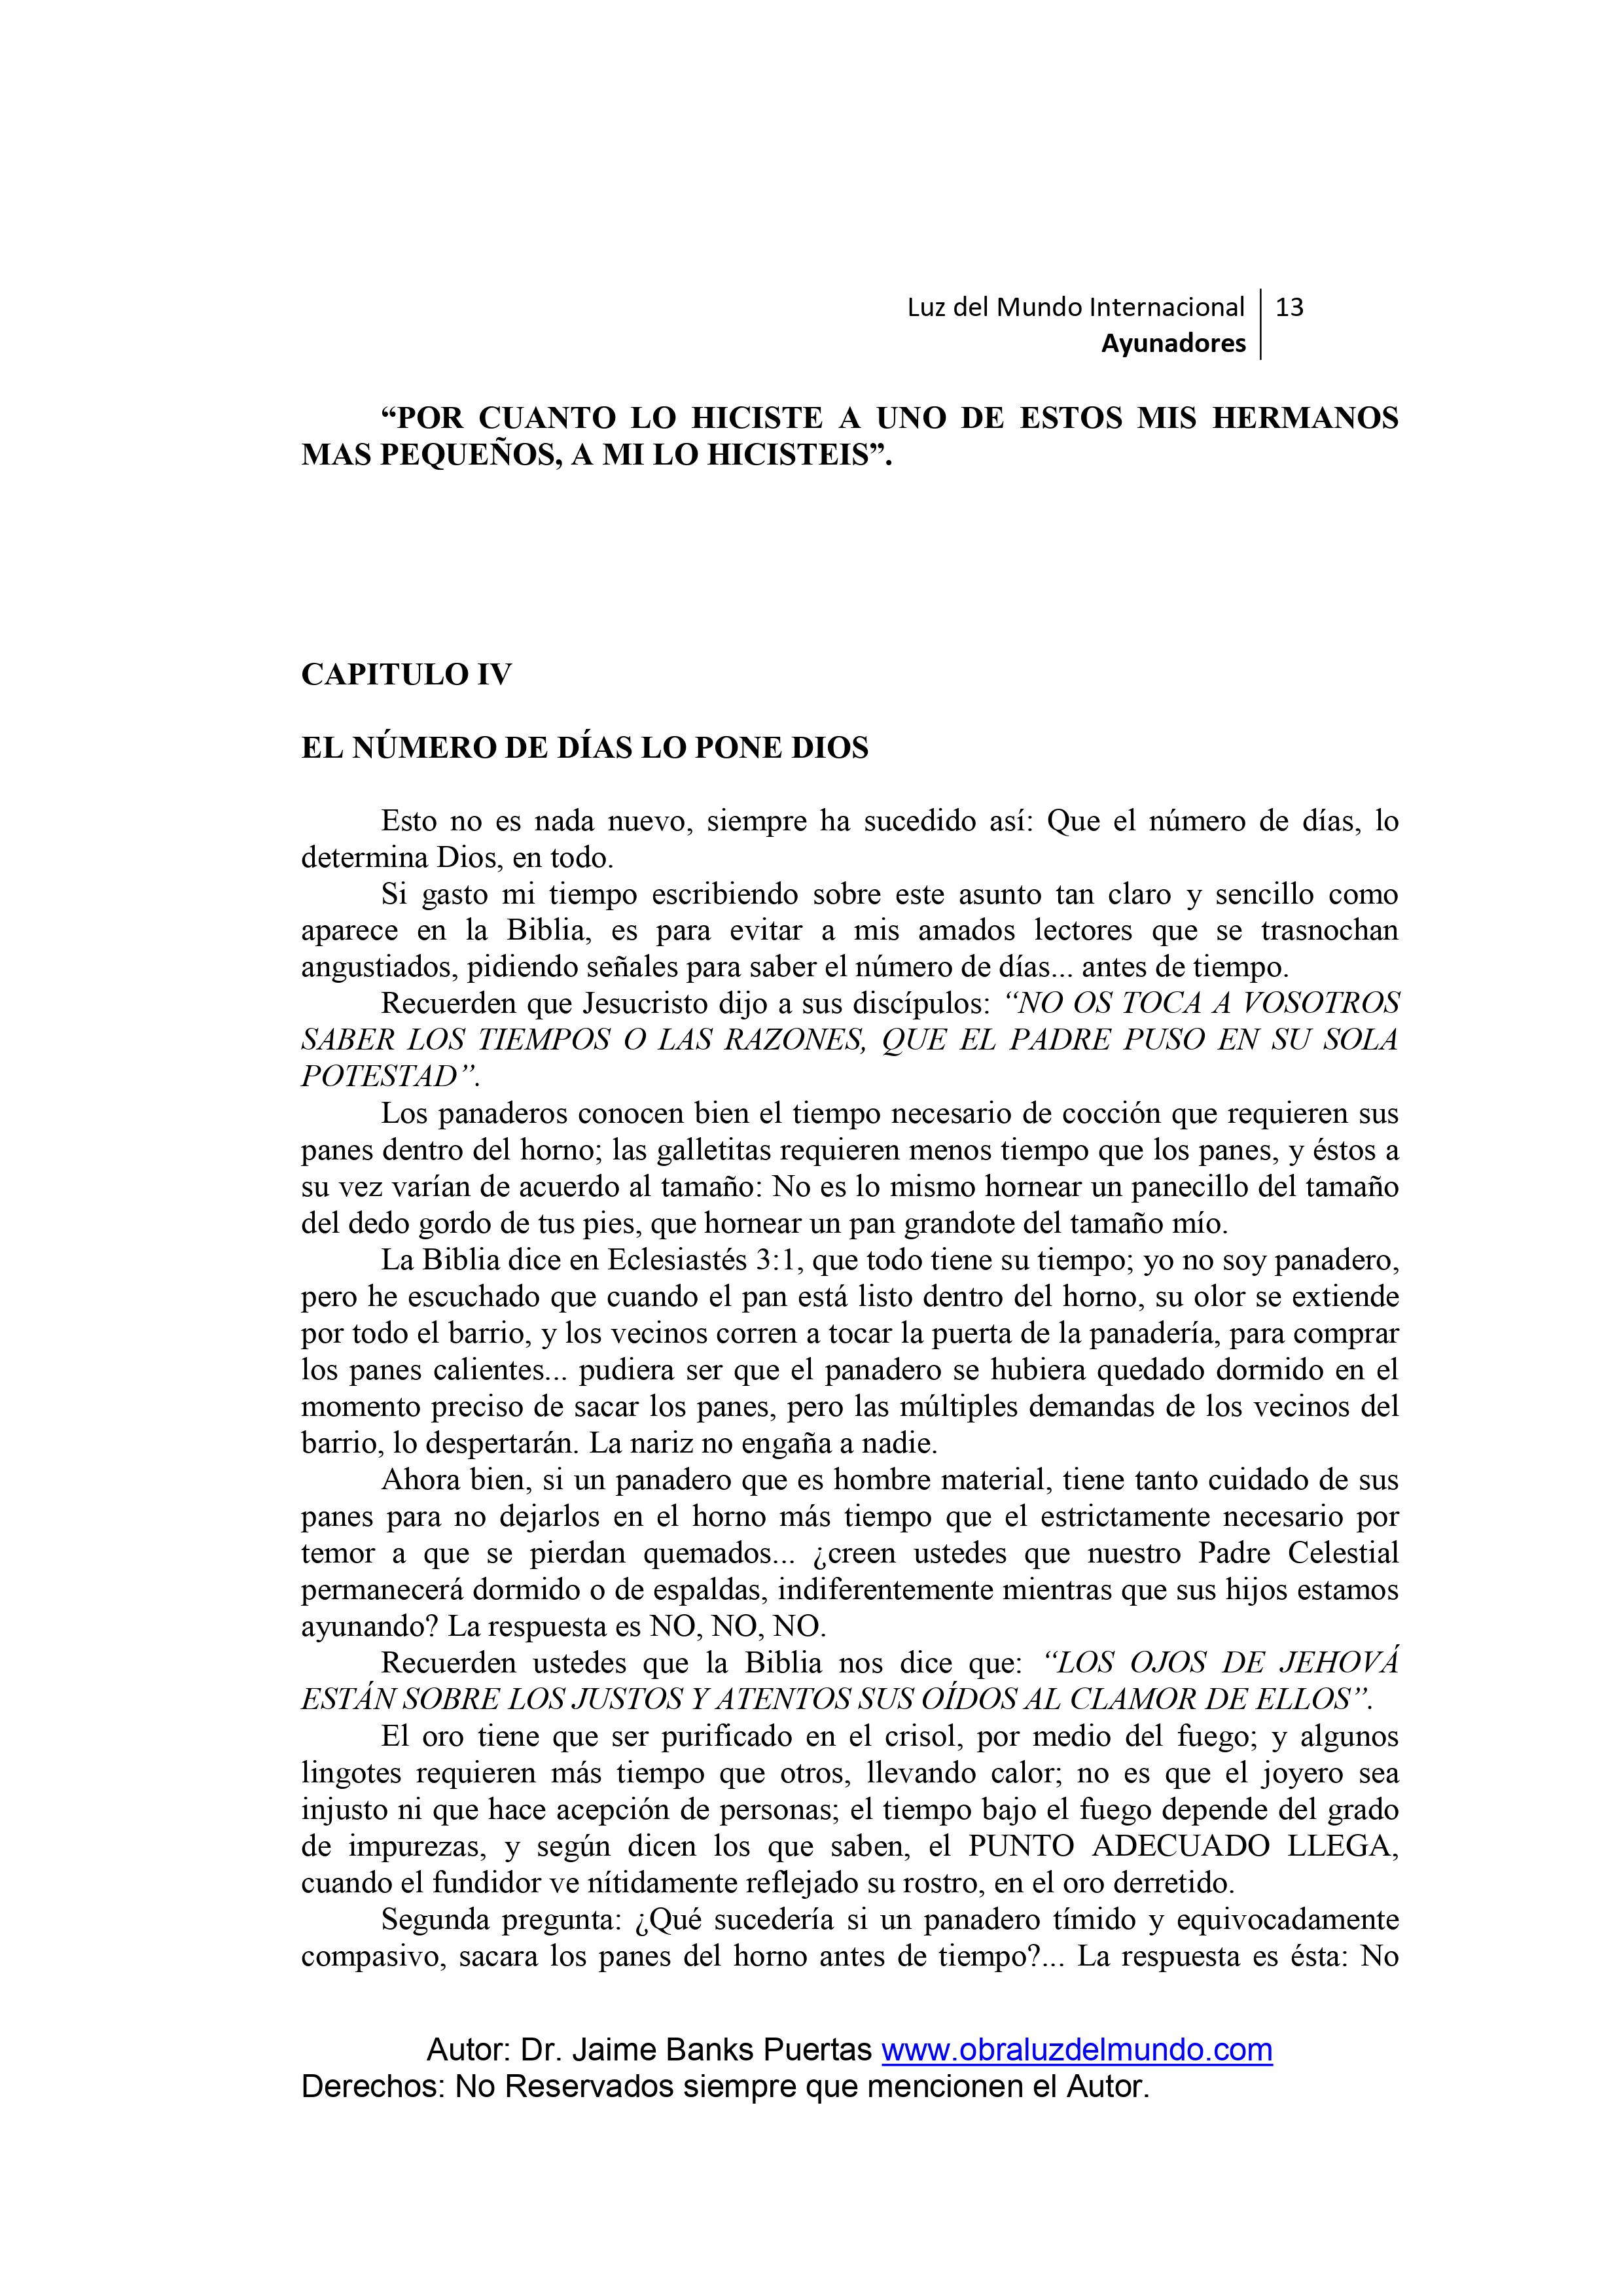 Luz del Mundo Internacional 13
Ayunadores
“POR CUANTO LO HICISTE A UNO DE ESTOS MIS HERMANOS
MAS PEQUEÑOS, A MI LO HICISTEIS”.
CAPITULO IV
EL NÚMERO DE DÍAS LO PONE DIOS
Esto no es nada nuevo, siempre ha sucedido así: Que el número de días, lo
determina Dios, en todo.
Si gasto mi tiempo escribiendo sobre este asunto tan claro y sencillo como
aparece en la Biblia, es para evitar a mis amados lectores que se trasnochan
angustiados, pidiendo señales para saber el número de días... antes de tiempo.
Recuerden que Jesucristo dijo a sus discípulos: “NO OS TOCA A VOSOTROS
SABER LOS TIEMPOS O LAS RAZONES, QUE EL PADRE PUSO EN SU SOLA
POTESTAD”.
Los panaderos conocen bien el tiempo necesario de cocción que requieren sus
panes dentro del horno; las galletitas requieren menos tiempo que los panes, y éstos a
su vez varían de acuerdo al tamaño: No es lo mismo hornear un panecillo del tamaño
del dedo gordo de tus pies, que hornear un pan grandote del tamaño mío.
La Biblia dice en Eclesiastés 3:1, que todo tiene su tiempo; yo no soy panadero,
pero he escuchado que cuando el pan está listo dentro del horno, su olor se extiende
por todo el barrio, y los vecinos corren a tocar la puerta de la panadería, para comprar
los panes calientes... pudiera ser que el panadero se hubiera quedado dormido en el
momento preciso de sacar los panes, pero las múltiples demandas de los vecinos del
barrio, lo despertarán. La nariz no engaña a nadie.
Ahora bien, si un panadero que es hombre material, tiene tanto cuidado de sus
panes para no dejarlos en el horno más tiempo que el estrictamente necesario por
temor a que se pierdan quemados... ¿creen ustedes que nuestro Padre Celestial
permanecerá dormido o de espaldas, indiferentemente mientras que sus hijos estamos
ayunando? La respuesta es NO, NO, NO.
Recuerden ustedes que la Biblia nos dice que: “LOS OJOS DE JEHOVÁ
ESTÁN SOBRE LOS JUSTOS Y ATENTOS SUS OÍDOS AL CLAMOR DE ELLOS”.
El oro tiene que ser purificado en el crisol, por medio del fuego; y algunos
lingotes requieren más tiempo que otros, llevando calor; no es que el joyero sea
injusto ni que hace acepción de personas; el tiempo bajo el fuego depende del grado
de impurezas, y según dicen los que saben, el PUNTO ADECUADO LLEGA,
cuando el fundidor ve nítidamente reflejado su rostro, en el oro derretido.
Segunda pregunta: ¿Qué sucedería si un panadero tímido y equivocadamente
compasivo, sacara los panes del horno antes de tiempo?... La respuesta es ésta: No
Autor: Dr. Jaime Banks Puertas www.obraluzdelmundo.com
Derechos: No Reservados siempre que mencionen el Autor.